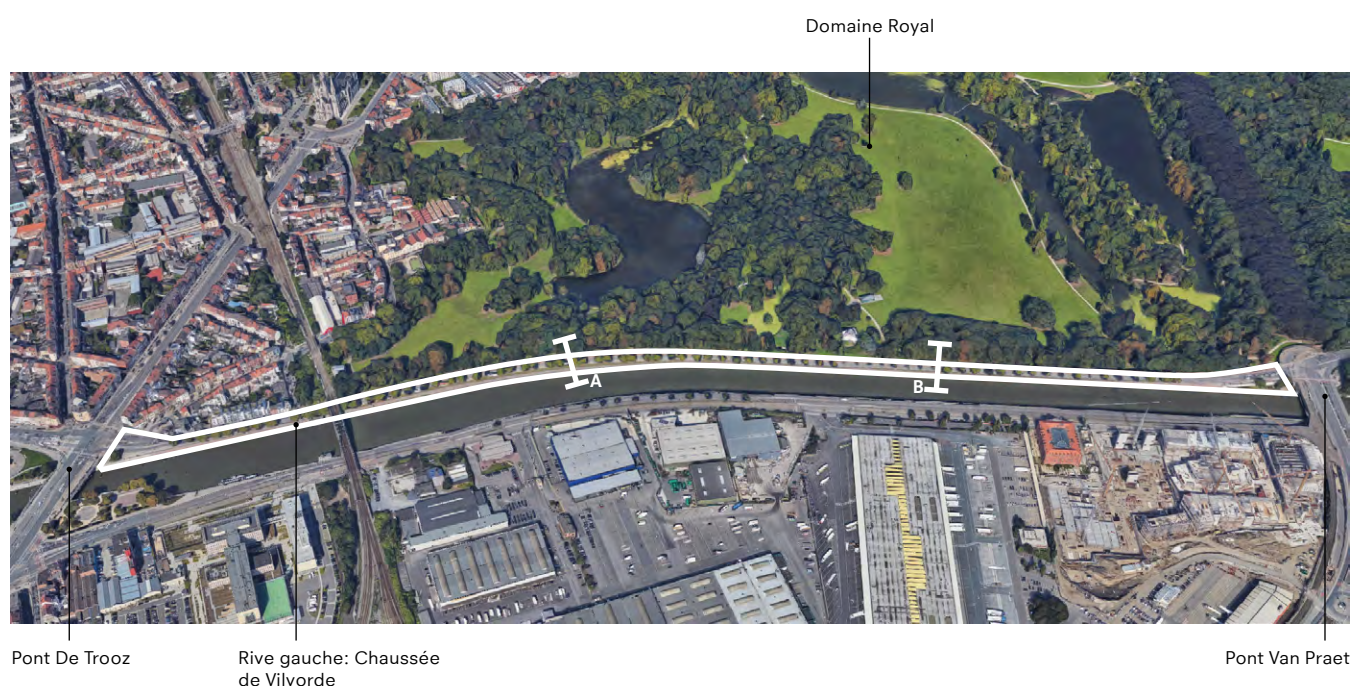 Domaine Royal
A
B
Pont De Trooz
Rive gauche: Chaussée
de Vilvorde
Pont Van Praet